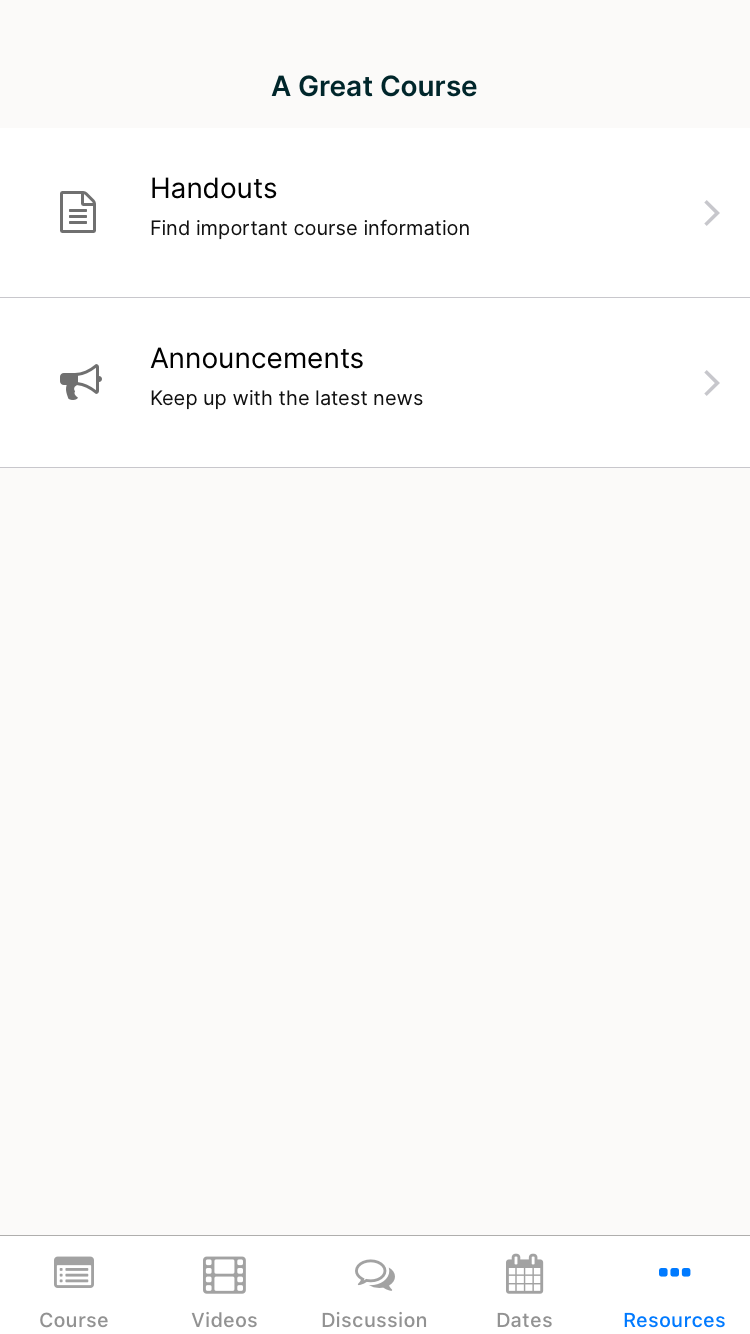 A Great Course
Handouts
Find important course information
Announcements
Keep up with the latest news
Course
Videos
Discussion
Dates
Resources